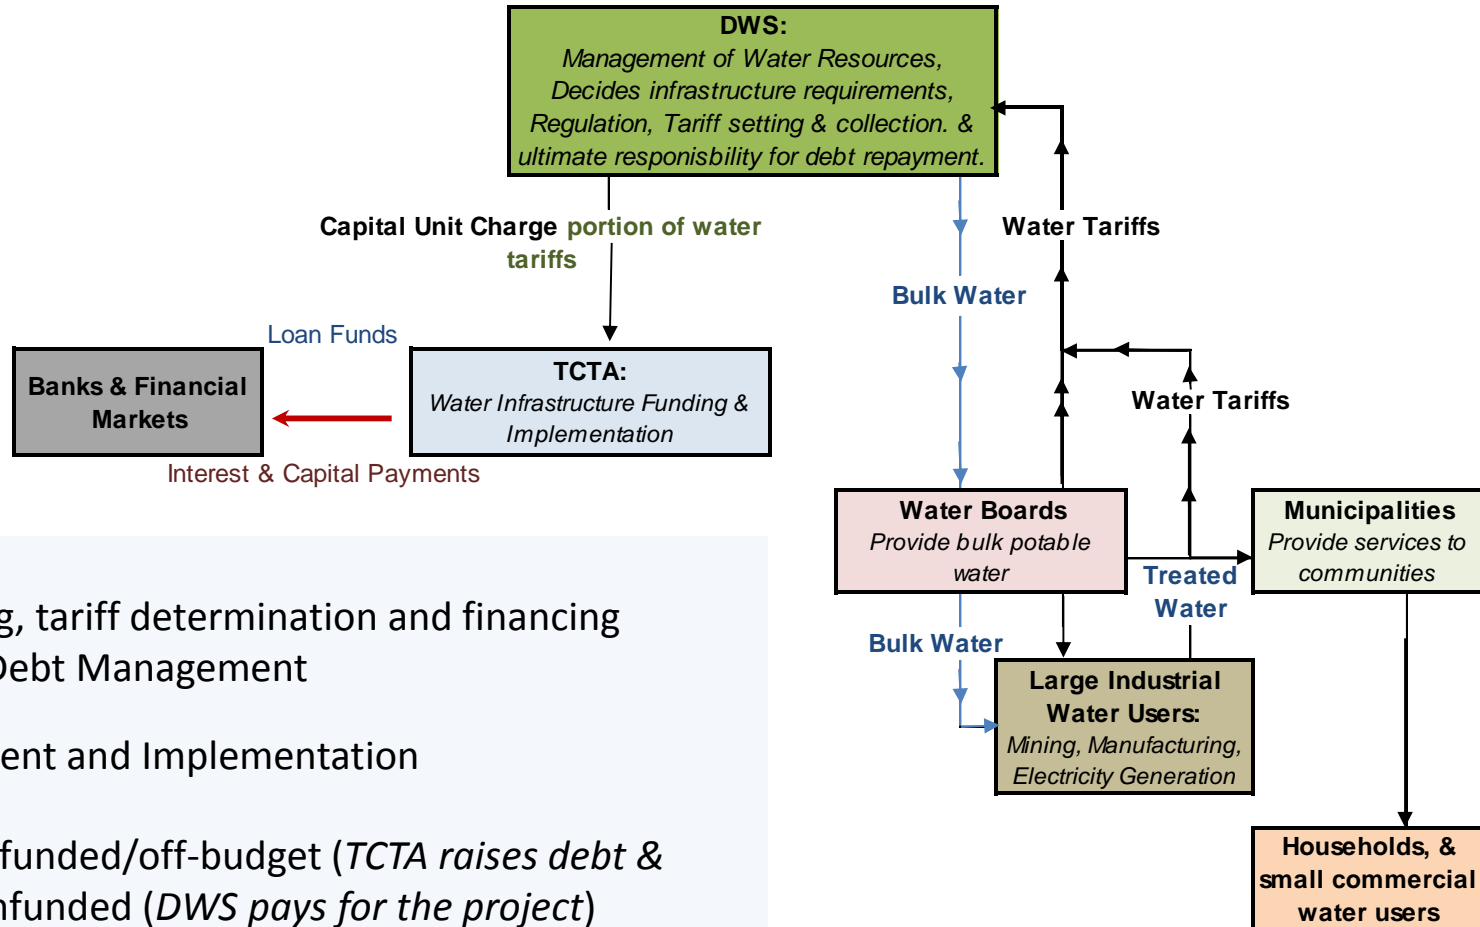 DWS:
Management of Water Resources,
Decides infrastructure requirements,
Regulation, Tariff setting & collection. &
ultimate responisbility for debt repayment.
Capital Unit Charge portion of water
tariffs
Water Tariffs
Bulk Water
Loan Funds
Banks & Financial
Markets
TCTA:
Water Infrastructure Funding &
Implementation
Interest & Capital Payments
Water Tariffs
Water Boards
Provide bulk potable
water
Treated
Water
Municipalities
Provide services to
communities
Bulk Water
Large Industrial
Water Users:
Mining, Manufacturing,
Electricity Generation
Households, &
small commercial
water users
g, tariff determination and financing
Debt Management
ent and Implementation
funded/off-budget (TCTA raises debt &
nfunded (DWS pays for the project)